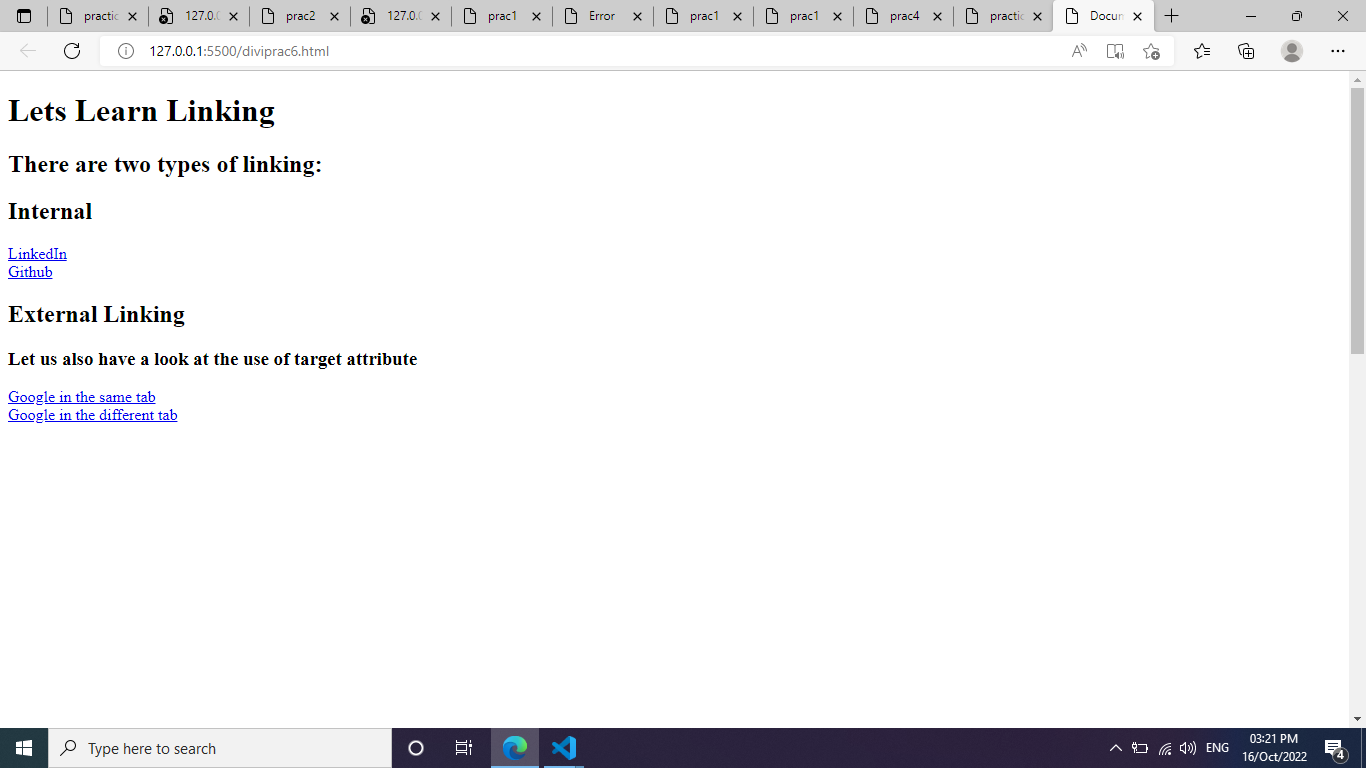 practic
127.0.0
prac2
127.0.0
prac1
Error
prac1
prac1
prac4
practic
Docum
127.0.0.1:5500/diviprac6.html
Lets Learn Linking
There are two types of linking:
Internal
LinkedIn
Github
External Linking
Let us also have a look at the use of target attribute
Google in the same tab
Google in the different tab
Type here to search
ENG
03:21 PM
16/Oct/2022
4